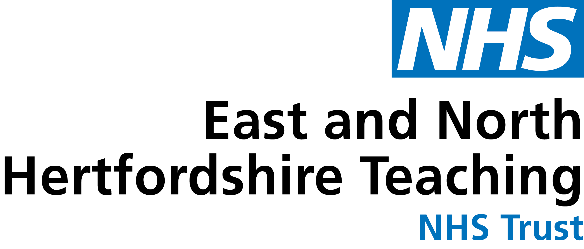 NHS
East and North
Hertfordshire Teaching
NHS Trust